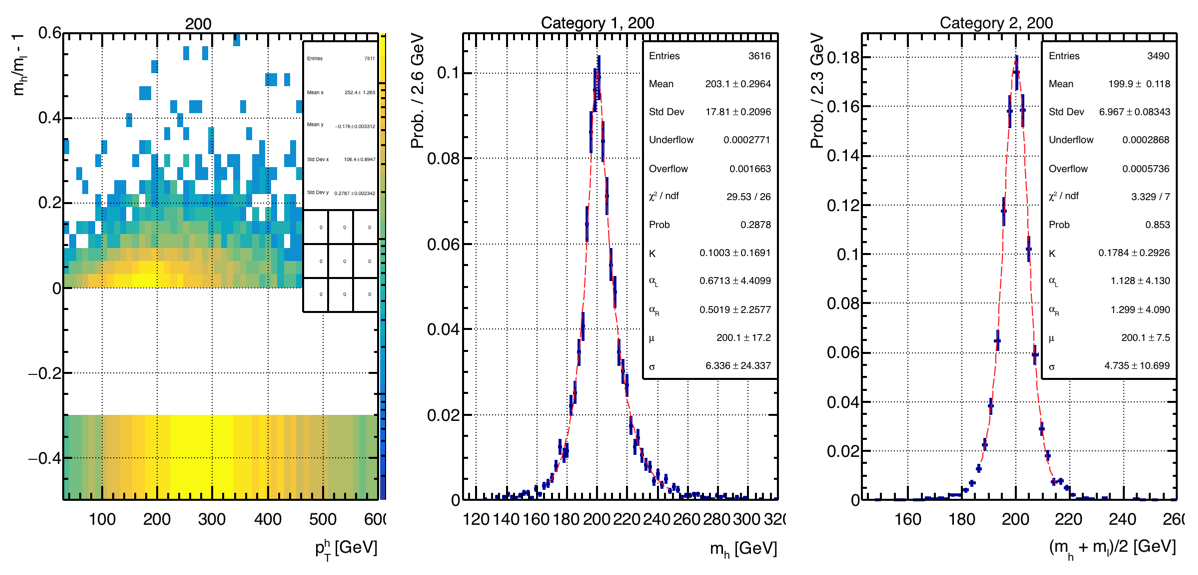 200
m_h/m_l - 1
0.6
0.4
0.2
0
−0.2
−0.4
100 200 300 400 500 600
p_T^h [GeV]
Entries 7511
Mean x 252.4 ± 1.265
Mean y −0.176 ± 0.003312
Std Dev x 106.4 ± 0.8947
Std Dev y 0.2787 ± 0.002342
0 0 0
0 0 0
0 0 0
Category 1, 200
Prob. / 2.6 GeV
0.1
0.08
0.06
0.04
0.02
0
120 140 160 180 200 220 240 260 280 300 320
m_h [GeV]
Entries 3616
Mean 203.1 ± 0.2964
Std Dev 17.81 ± 0.2096
Underflow 0.0002771
Overflow 0.001663
χ² / ndf 29.53 / 26
Prob 0.2878
K 0.1003 ± 0.1691
α_L 0.6713 ± 4.4099
α_R 0.5019 ± 2.2577
μ 200.1 ± 17.2
σ 6.336 ± 24.337
Category 2, 200
Prob. / 2.3 GeV
0.18
0.16
0.14
0.12
0.1
0.08
0.06
0.04
0.02
0
160 180 200 220 240 260
(m_h + m_l)/2 [GeV]
Entries 3490
Mean 199.9 ± 0.118
Std Dev 6.967 ± 0.08343
Underflow 0.0002868
Overflow 0.0005736
χ² / ndf 3.329 / 7
Prob 0.853
K 0.1784 ± 0.2926
α_L 1.128 ± 4.130
α_R 1.299 ± 4.090
μ 200.1 ± 7.5
σ 4.735 ± 10.699